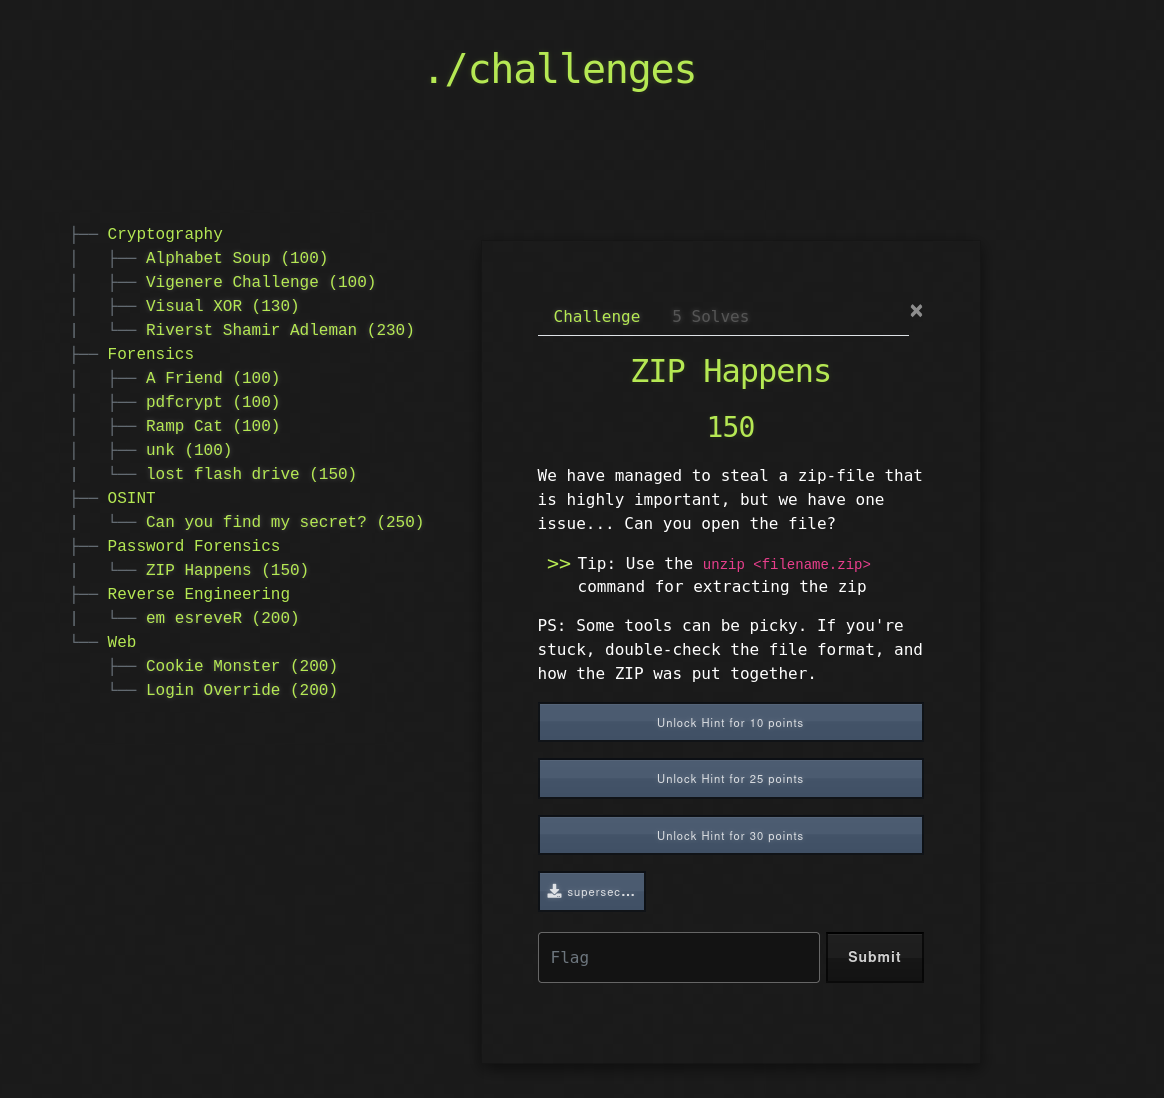 ./challenges
├── Cryptography
│   ├── Alphabet Soup (100)
│   ├── Vigenere Challenge (100)
│   ├── Visual XOR (130)
│   └── Riverst Shamir Adleman (230)
├── Forensics
│   ├── A Friend (100)
│   ├── pdfcrypt (100)
│   ├── Ramp Cat (100)
│   ├── unk (100)
│   └── lost flash drive (150)
├── OSINT
│   └── Can you find my secret? (250)
├── Password Forensics
│   └── ZIP Happens (150)
├── Reverse Engineering
│   └── em esreveR (200)
└── Web
    ├── Cookie Monster (200)
    └── Login Override (200)
Challenge 5 Solves ×
ZIP Happens
150
We have managed to steal a zip-file that
is highly important, but we have one
issue... Can you open the file?
>> Tip: Use the unzip <filename.zip>
command for extracting the zip
PS: Some tools can be picky. If you're
stuck, double-check the file format, and
how the ZIP was put together.
Unlock Hint for 10 points
Unlock Hint for 25 points
Unlock Hint for 30 points
supersec...
Flag
Submit